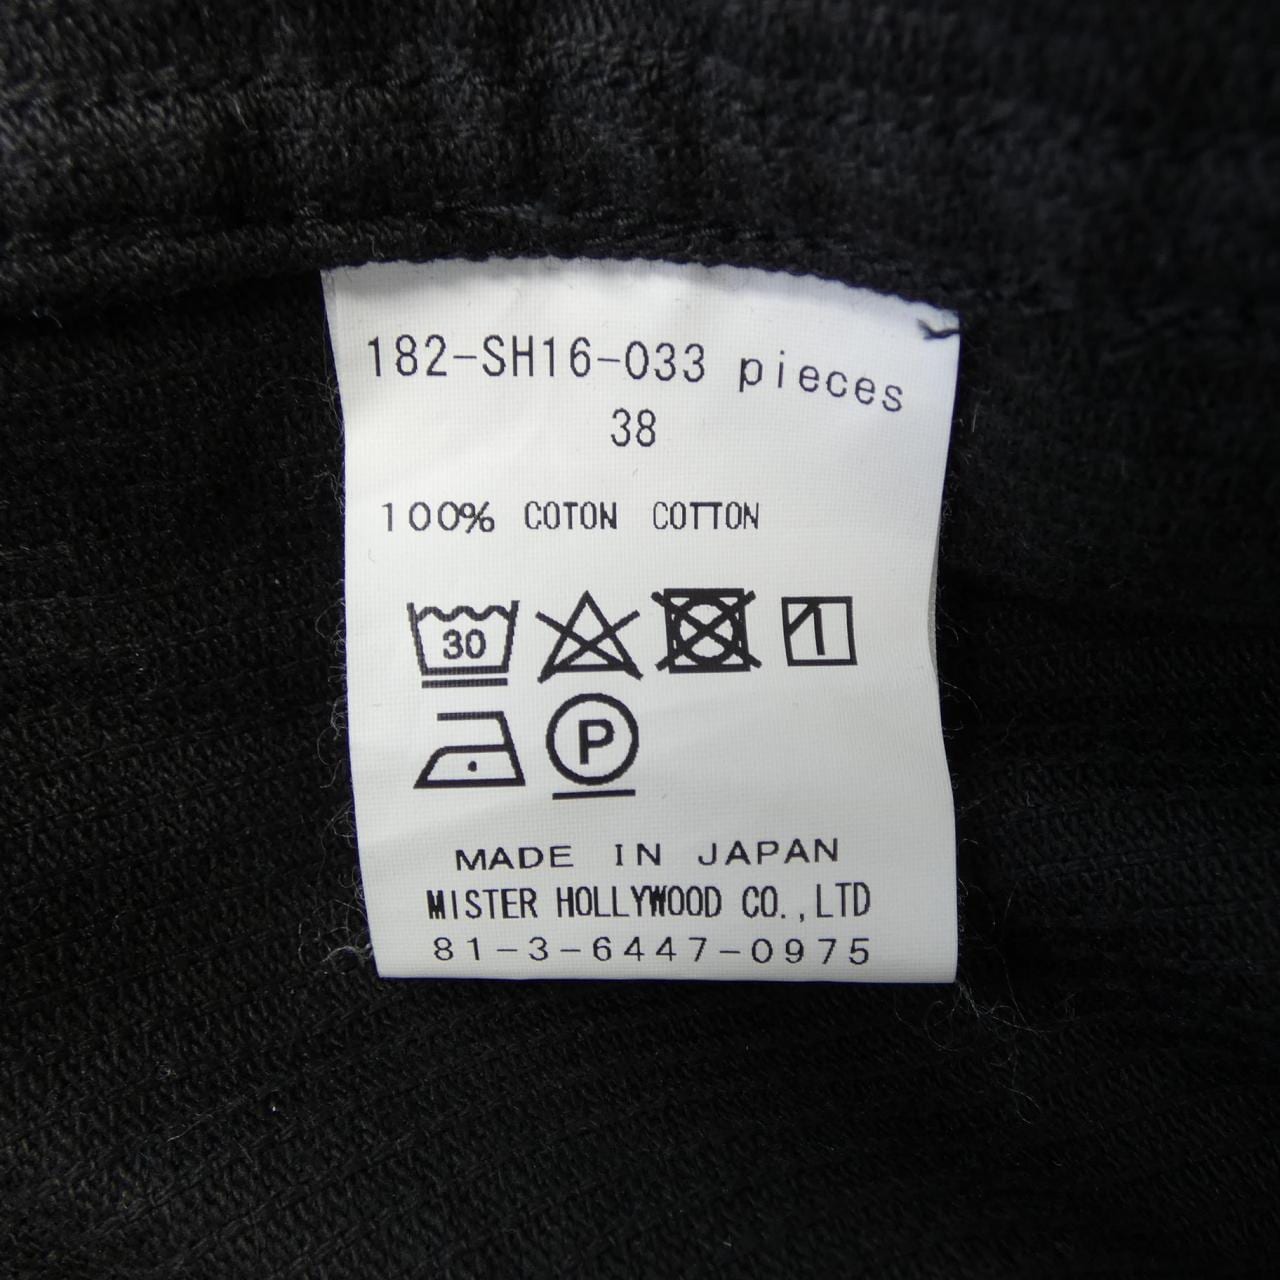 182-SH16-033 pieces
38
100% COTON COTTON
30
P
MADE IN JAPAN
MISTER HOLLYWOOD CO.,LTD
81-3-6447-0975